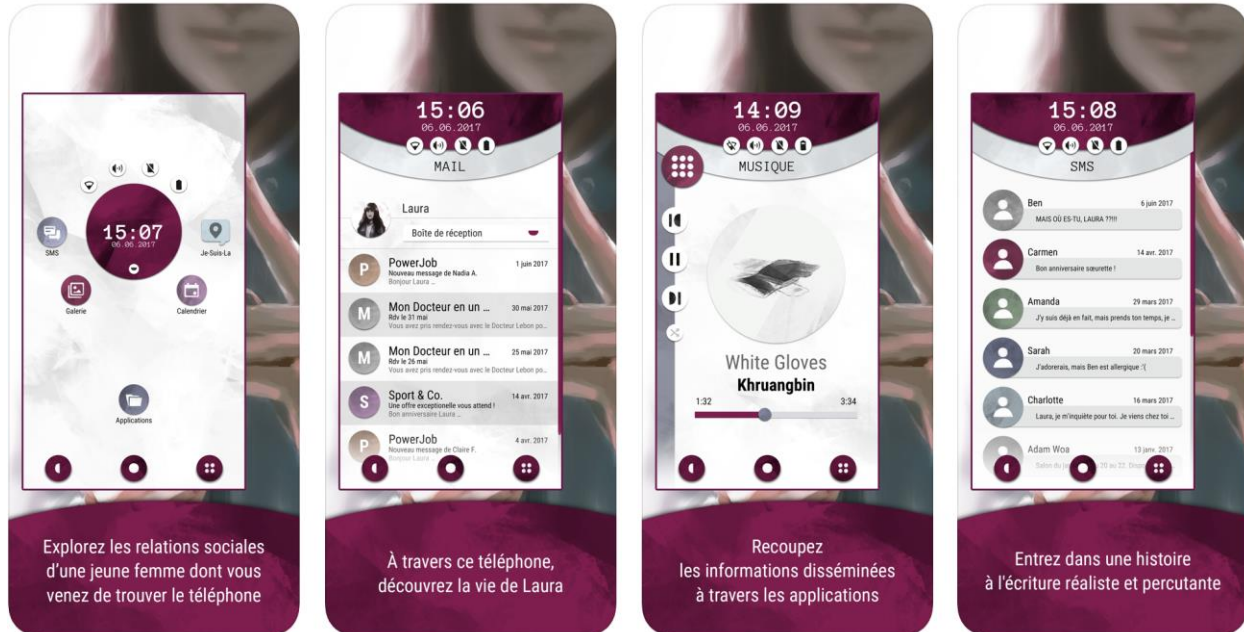 15:07
06.06.2017
SMS
Je-Suis-La
Galerie
Calendrier
Applications
Explorez les relations sociales
d'une jeune femme dont vous
venez de trouver le téléphone
15:06
06.06.2017
MAIL
Laura
Boîte de réception
P
PowerJob
1 juin 2017
Nouveau message de Nadia A.
Bonjour Laura ...
M
Mon Docteur en un ...
30 mai 2017
Rdv le 31 mai
Vous avez pris rendez-vous avec le Docteur Lebon po...
M
Mon Docteur en un ...
25 mai 2017
Rdv le 26 mai
Vous avez pris rendez-vous avec le Docteur Lebon po...
S
Sport & Co.
14 avr. 2017
Une offre exceptionelle vous attend !
Bon anniversaire Laura ...
P
PowerJob
4 avr. 2017
Nouveau message de Claire F.
Bonjour Laura ...
À travers ce téléphone,
découvrez la vie de Laura
14:09
06.06.2017
MUSIQUE
White Gloves
Khruangbin
1:32
3:34
Recoupez
les informations disséminées
à travers les applications
15:08
06.06.2017
SMS
Ben
6 juin 2017
MAIS OÙ ES-TU, LAURA ??!!!
Carmen
14 avr. 2017
Bon anniversaire sœurette !
Amanda
29 mars 2017
J'y suis déjà en fait, mais prends ton temps, je ...
Sarah
20 mars 2017
J'adorerais, mais Ben est allergique :'(
Charlotte
16 mars 2017
Laura, je m'inquiète pour toi. Je viens chez toi ...
Adam Woa
13 janv. 2017
Salon du 20 au 22.
Entrez dans une histoire
à l'écriture réaliste et percutante